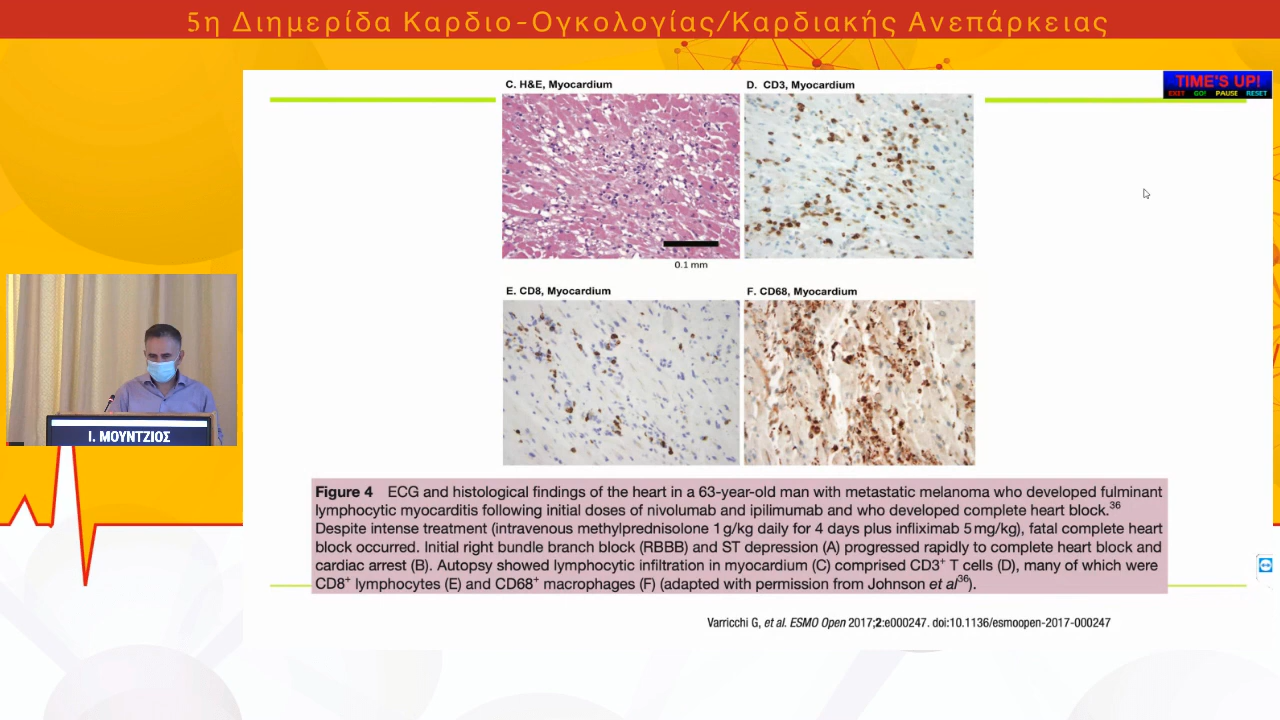 5η Διημερίδα Καρδιο-Ογκολογίας/Καρδιακής Ανεπάρκειας
C. H&E, Myocardium
D. CD3, Myocardium
TIME'S UP!
EXIT GO! PAUSE RESET
0.1 mm
E. CD8, Myocardium
F. CD68, Myocardium
Ι. ΜΟΥΝΤΖΙΟΣ
Figure 4 ECG and histological findings of the heart in a 63-year-old man with metastatic melanoma who developed fulminant
lymphocytic myocarditis following initial doses of nivolumab and ipilimumab and who developed complete heart block.36
Despite intense treatment (intravenous methylprednisolone 1 g/kg daily for 4 days plus infliximab 5 mg/kg), fatal complete heart
block occurred. Initial right bundle branch block (RBBB) and ST depression (A) progressed rapidly to complete heart block and
cardiac arrest (B). Autopsy showed lymphocytic infiltration in myocardium (C) comprised CD3+ T cells (D), many of which were
CD8+ lymphocytes (E) and CD68+ macrophages (F) (adapted with permission from Johnson et al36).
Varricchi G, et al. ESMO Open 2017;2:e000247. doi:10.1136/esmoopen-2017-000247